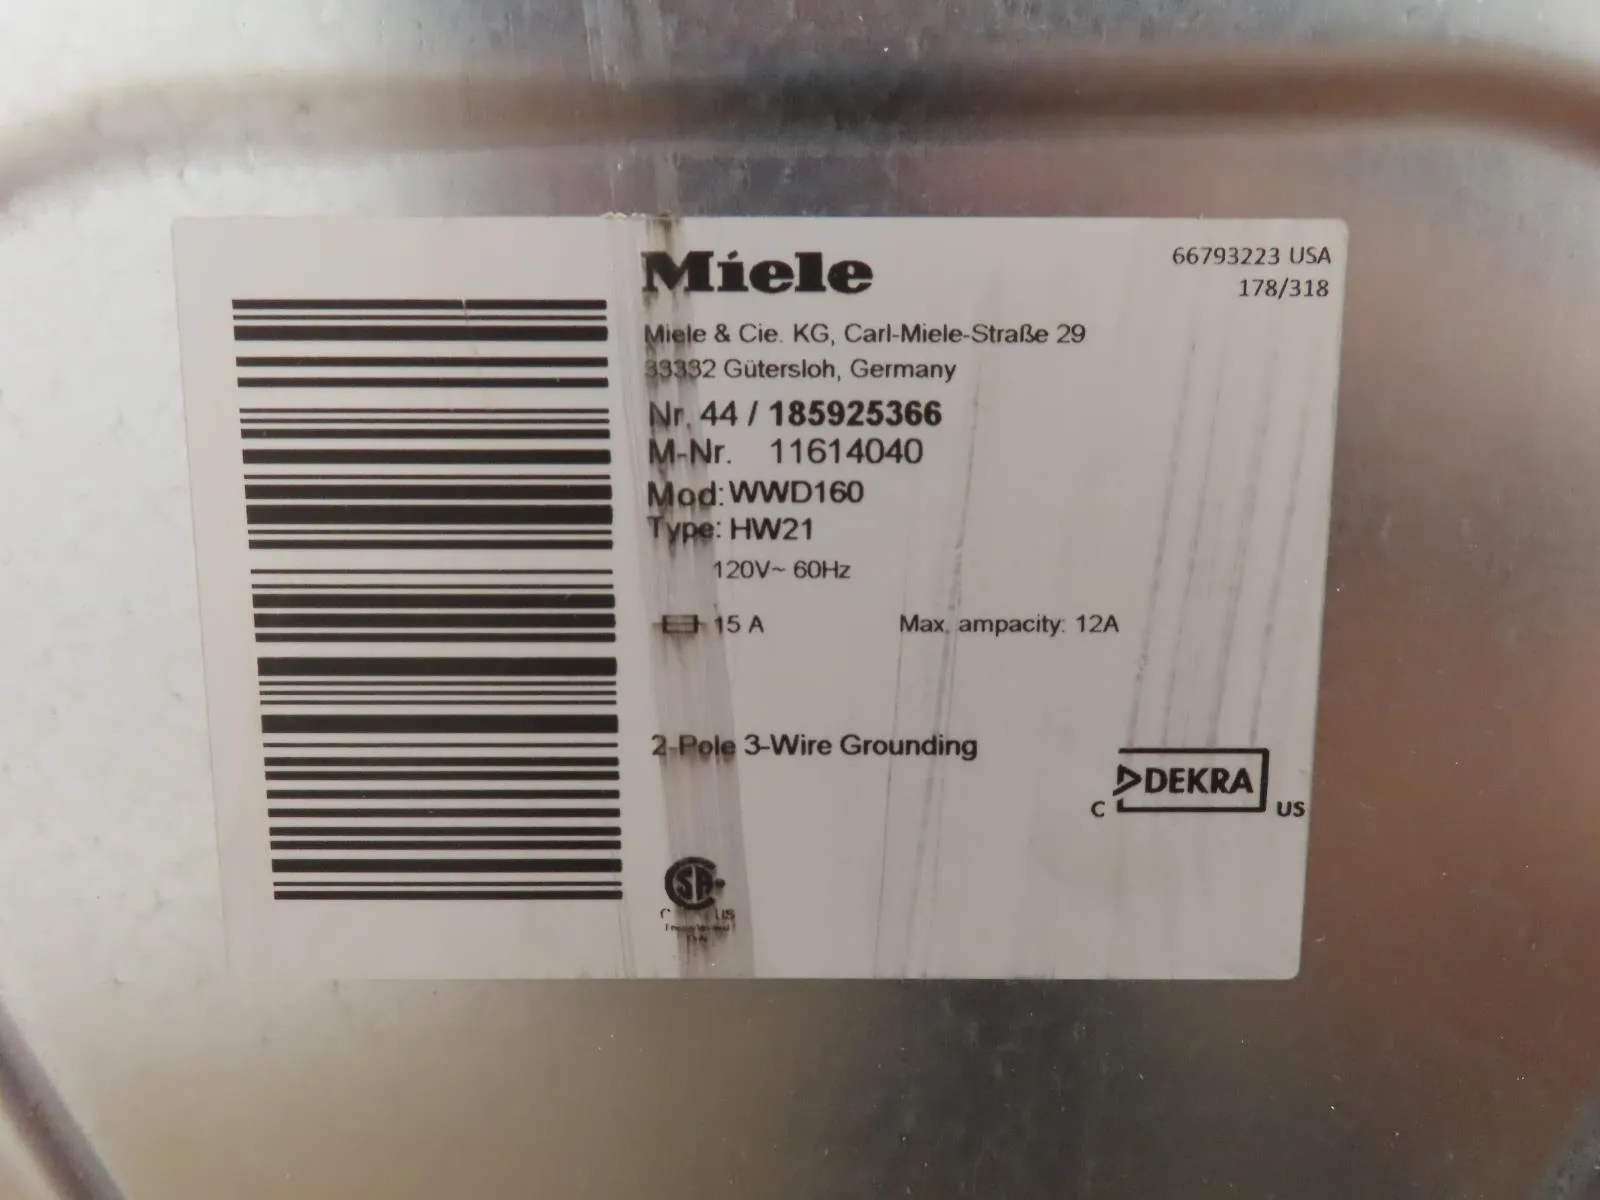 Miele
66793223 USA
178/318
Miele & Cie. KG, Carl-Miele-Straße 29
33332 Gütersloh, Germany
Nr. 44 / 185925366
M-Nr. 11614040
Mod: WWD160
Type: HW21
120V~ 60Hz
15 A
Max. ampacity: 12A
2-Pole 3-Wire Grounding
DEKRA
C US
SA
C US
Only